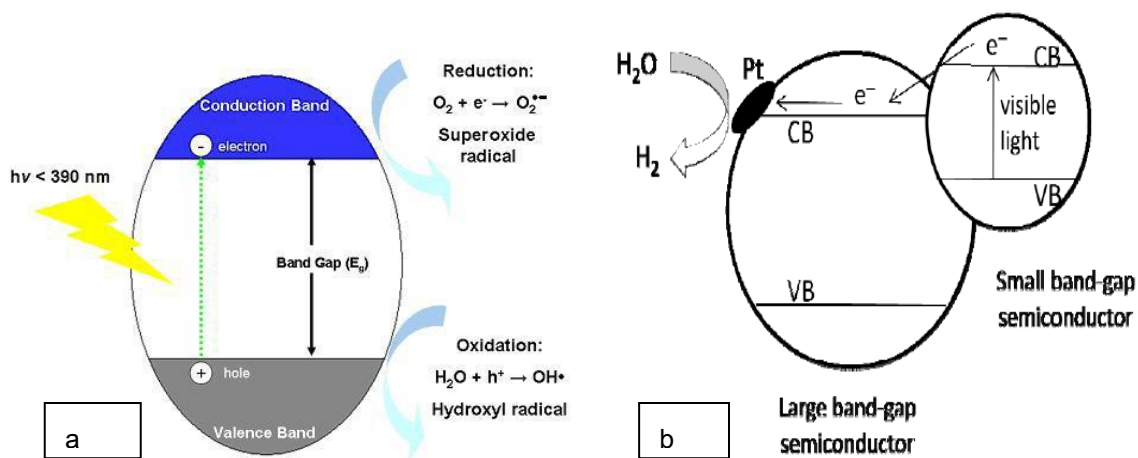 Conduction Band
electron
-
hν < 390 nm
Band Gap (Eg)
+
hole
Valence Band
Reduction:
O₂ + e⁻ → O₂•⁻
Superoxide
radical
Oxidation:
H₂O + h⁺ → OH•
Hydroxyl radical
a
H₂O
Pt
H₂
e⁻
CB
VB
e⁻
CB
visible
light
VB
Small band-gap
semiconductor
Large band-gap
semiconductor
b